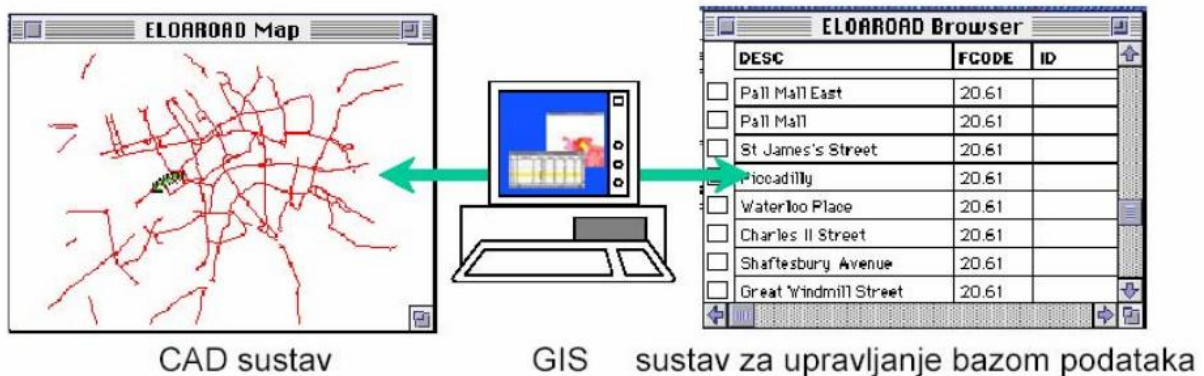 ELOAROAD Map
ELOAROAD Browser
DESC FCODE ID
Pall Mall East 20.61
Pall Mall 20.61
St James's Street 20.61
Piccadilly 20.61
Waterloo Place 20.61
Charles II Street 20.61
Shaftesbury Avenue 20.61
Great Windmill Street 20.61
CAD sustav GIS sustav za upravljanje bazom podataka